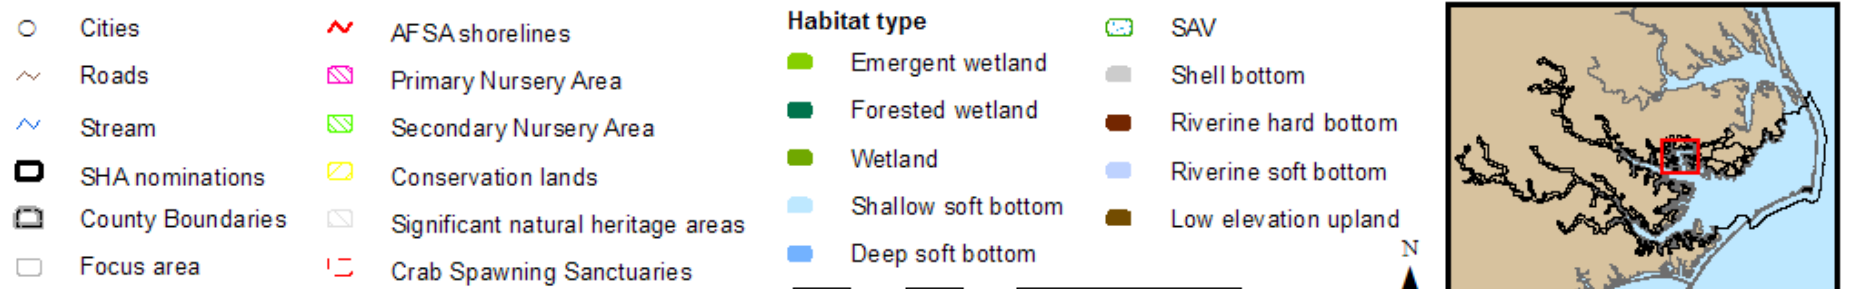 Cities
Roads
Stream
SHA nominations
County Boundaries
Focus area
AFSA shorelines
Primary Nursery Area
Secondary Nursery Area
Conservation lands
Significant natural heritage areas
Crab Spawning Sanctuaries
Habitat type
Emergent wetland
Forested wetland
Wetland
Shallow soft bottom
Deep soft bottom
SAV
Shell bottom
Riverine hard bottom
Riverine soft bottom
Low elevation upland
N